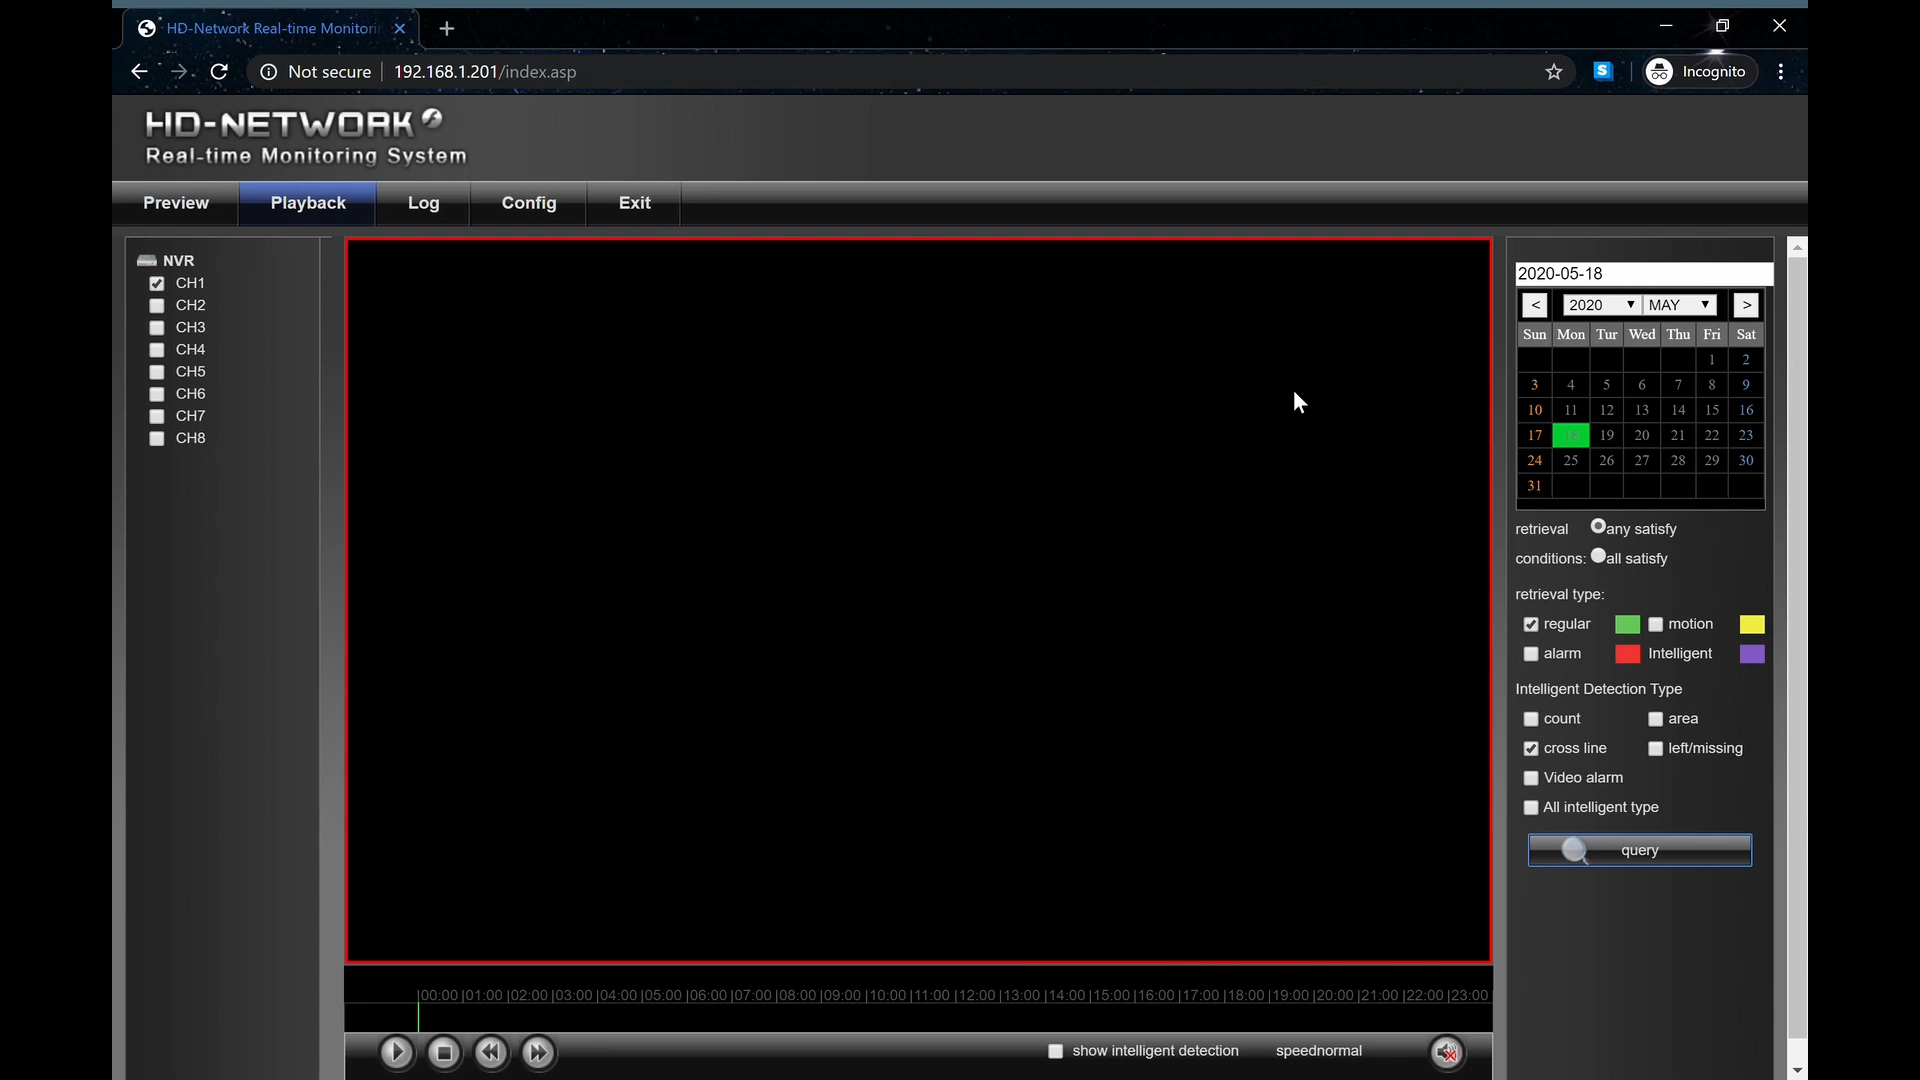 HD-Network Real-time Monitori
Not secure
192.168.1.201/index.asp
S
Incognito
HD-NETWORK
Real-time Monitoring System
Preview Playback Log Config Exit
NVR
CH1
CH2
CH3
CH4
CH5
CH6
CH7
CH8
2020-05-18
< 2020 MAY >
Sun Mon Tur Wed Thu Fri Sat
1 2
3 4 5 6 7 8 9
10 11 12 13 14 15 16
17 18 19 20 21 22 23
24 25 26 27 28 29 30
31
retrieval any satisfy
conditions: all satisfy
retrieval type:
regular motion
alarm Intelligent
Intelligent Detection Type
count area
cross line left/missing
Video alarm
All intelligent type
query
|00:00 |01:00 |02:00 |03:00 |04:00 |05:00 |06:00 |07:00 |08:00 |09:00 |10:00 |11:00 |12:00 |13:00 |14:00 |15:00 |16:00 |17:00 |18:00 |19:00 |20:00 |21:00 |22:00 |23:00
show intelligent detection speednormal